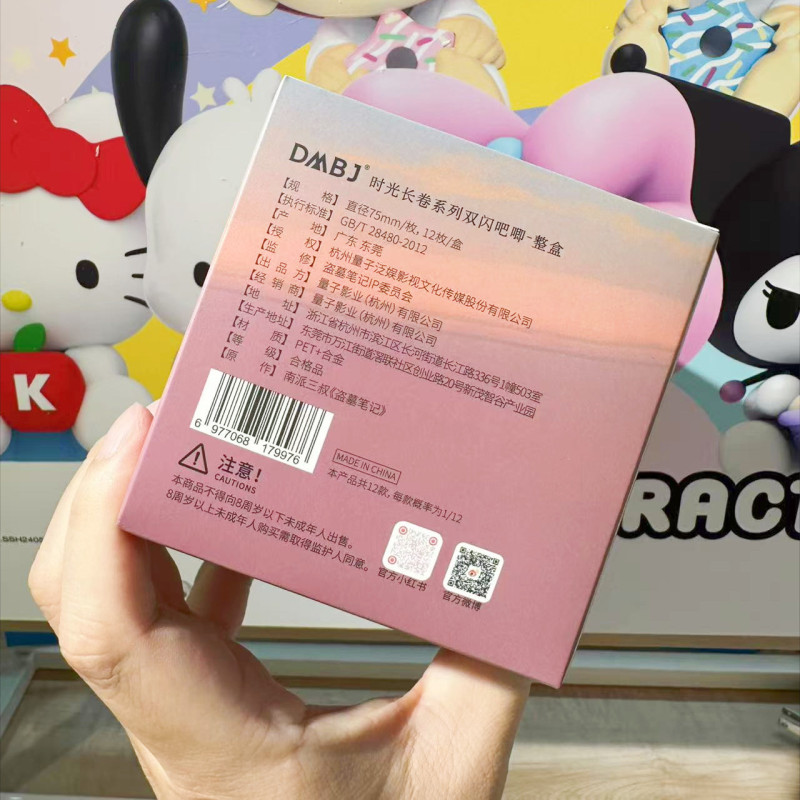 DMBJ® 时光长卷系列双闪吧唧-整盒
【规 格】直径75mm/枚, 12枚/盒
【执行标准】GB/T 28480-2012
【产 地】广东 东莞
【授 权】杭州量子泛娱影视文化传媒股份有限公司
【监 修】盗墓笔记IP委员会
【出 品 方】量子影业（杭州）有限公司
【经 销 商】量子影业（杭州）有限公司
【地 址】浙江省杭州市滨江区长河街道长江路336号1幢503室
【生产地址】东莞市万江街道滘联社区创业路20号新茂智谷产业园
【材 质】PET+合金
【等 级】合格品
【原 作】南派三叔《盗墓笔记》
6 977068 179976
MADE IN CHINA
本产品共12款, 每款概率为1/12
注意!
CAUTIONS
本商品不得向8周岁以下未成年人出售。
8周岁以上未成年人购买需取得监护人同意。
官方小红书
官方微博
K
RACT